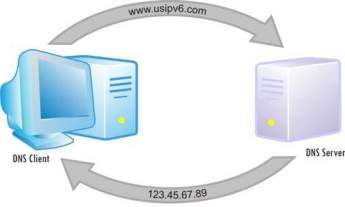 www.usipv6.com
DNS Client
DNS Server
123.45.67.89